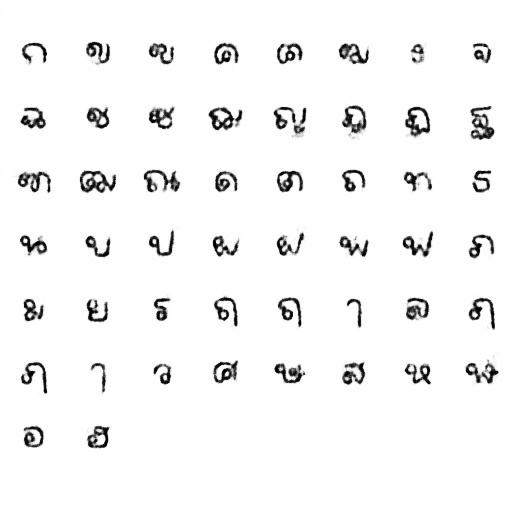 ก ข ฃ ค ฅ ฆ ง จ
ฉ ช ซ ฌ ญ ฎ ฏ ฐ
ฑ ฒ ณ ด ต ถ ท ธ
น บ ป ผ ฝ พ ฟ ภ
ม ย ร ฤ ฤ ๅ ล ฦ
ฦ ๅ ว ศ ษ ส ห ฬ
อ ฮ